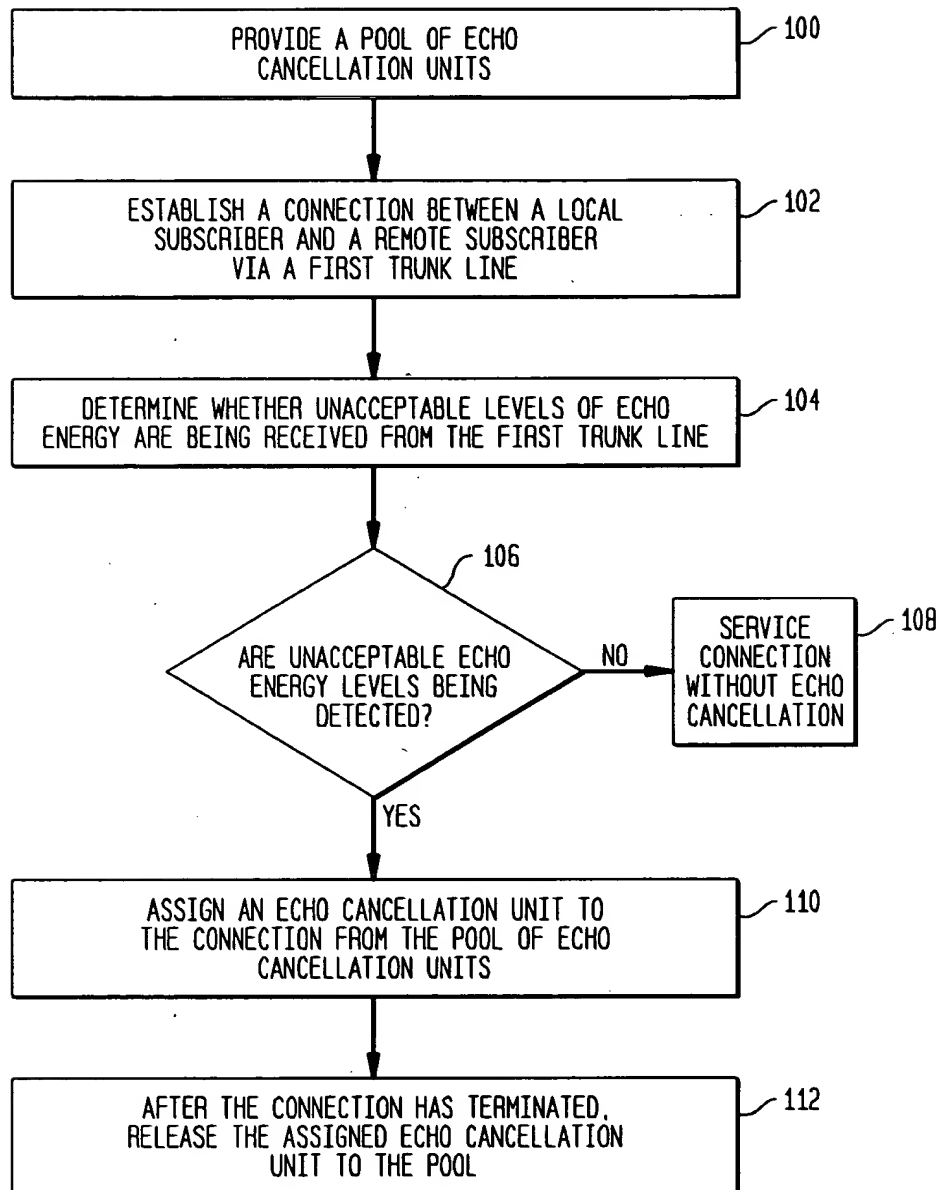 PROVIDE A POOL OF ECHO
CANCELLATION UNITS
100
ESTABLISH A CONNECTION BETWEEN A LOCAL
SUBSCRIBER AND A REMOTE SUBSCRIBER
VIA A FIRST TRUNK LINE
102
DETERMINE WHETHER UNACCEPTABLE LEVELS OF ECHO
ENERGY ARE BEING RECEIVED FROM THE FIRST TRUNK LINE
104
106
ARE UNACCEPTABLE ECHO
ENERGY LEVELS BEING
DETECTED?
NO
SERVICE
CONNECTION
WITHOUT ECHO
CANCELLATION
108
YES
ASSIGN AN ECHO CANCELLATION UNIT TO
THE CONNECTION FROM THE POOL OF ECHO
CANCELLATION UNITS
110
AFTER THE CONNECTION HAS TERMINATED,
RELEASE THE ASSIGNED ECHO CANCELLATION
UNIT TO THE POOL
112